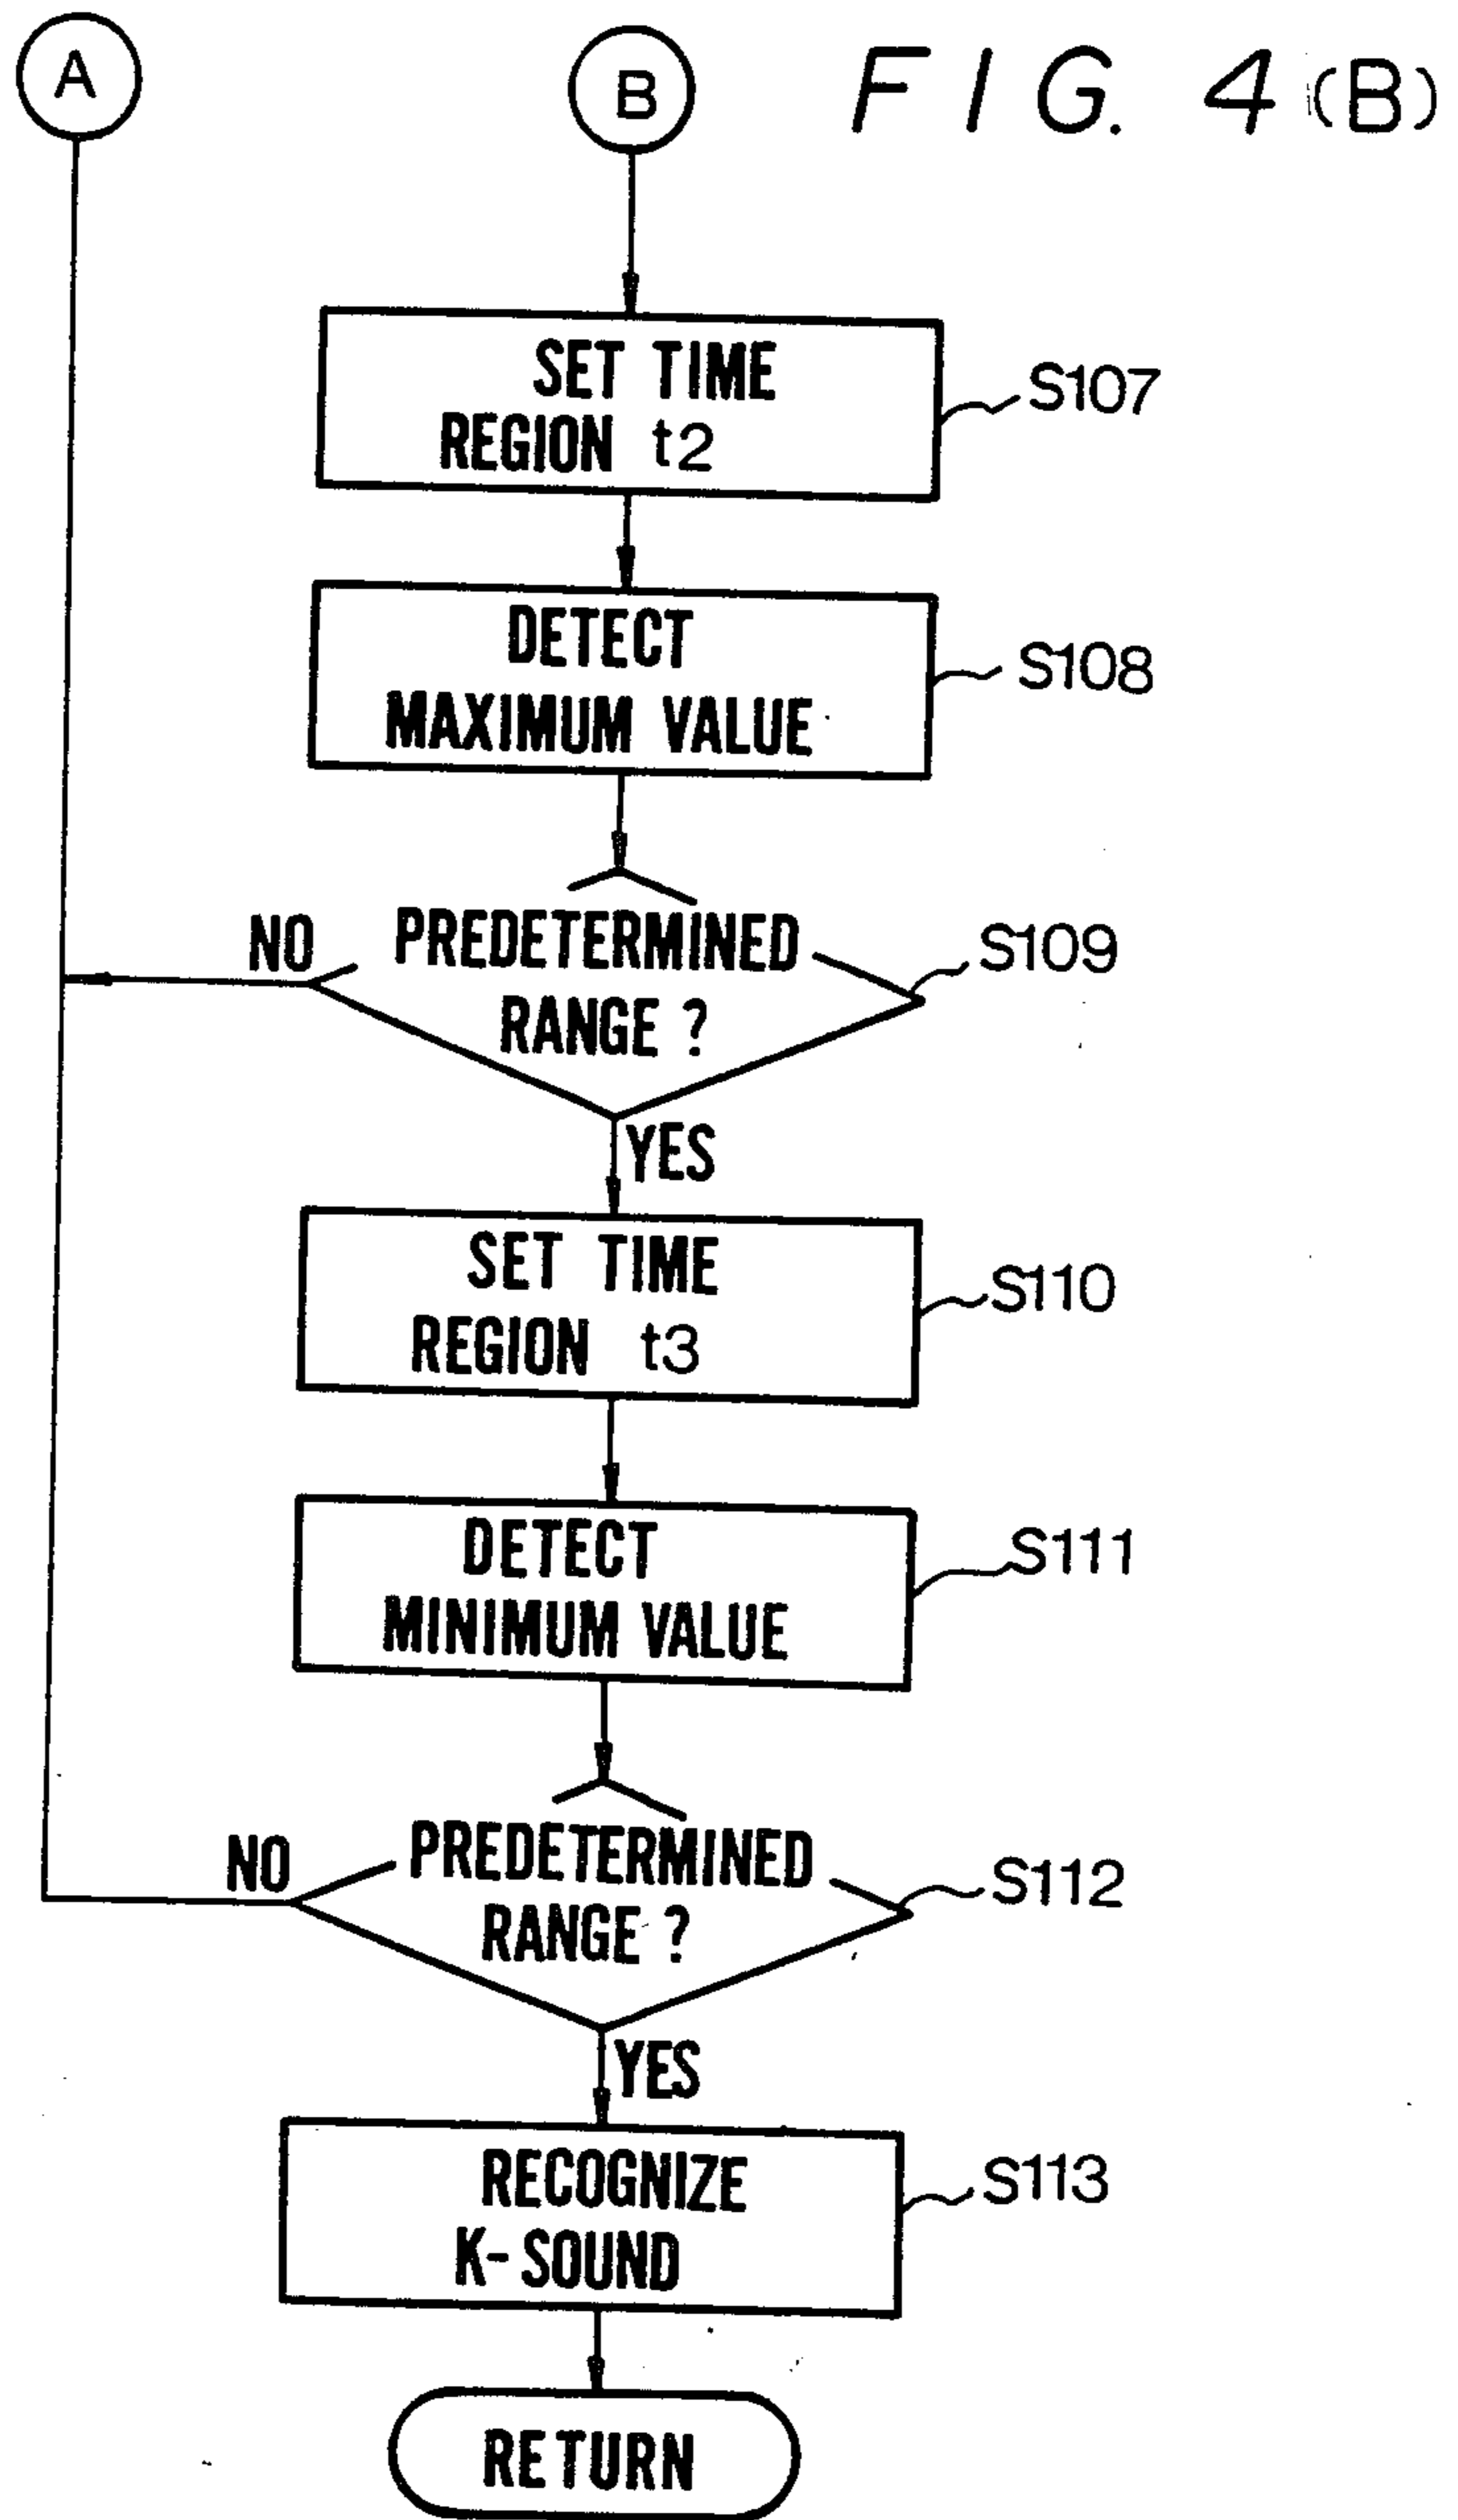 A
B
FIG. 4(B)
SET TIME
REGION t2
S107
DETECT
MAXIMUM VALUE
S108
NO
PREDETERMINED
RANGE ?
S109
YES
SET TIME
REGION t3
S110
DETECT
MINIMUM VALUE
S111
NO
PREDETERMINED
RANGE ?
S112
YES
RECOGNIZE
K-SOUND
S113
RETURN